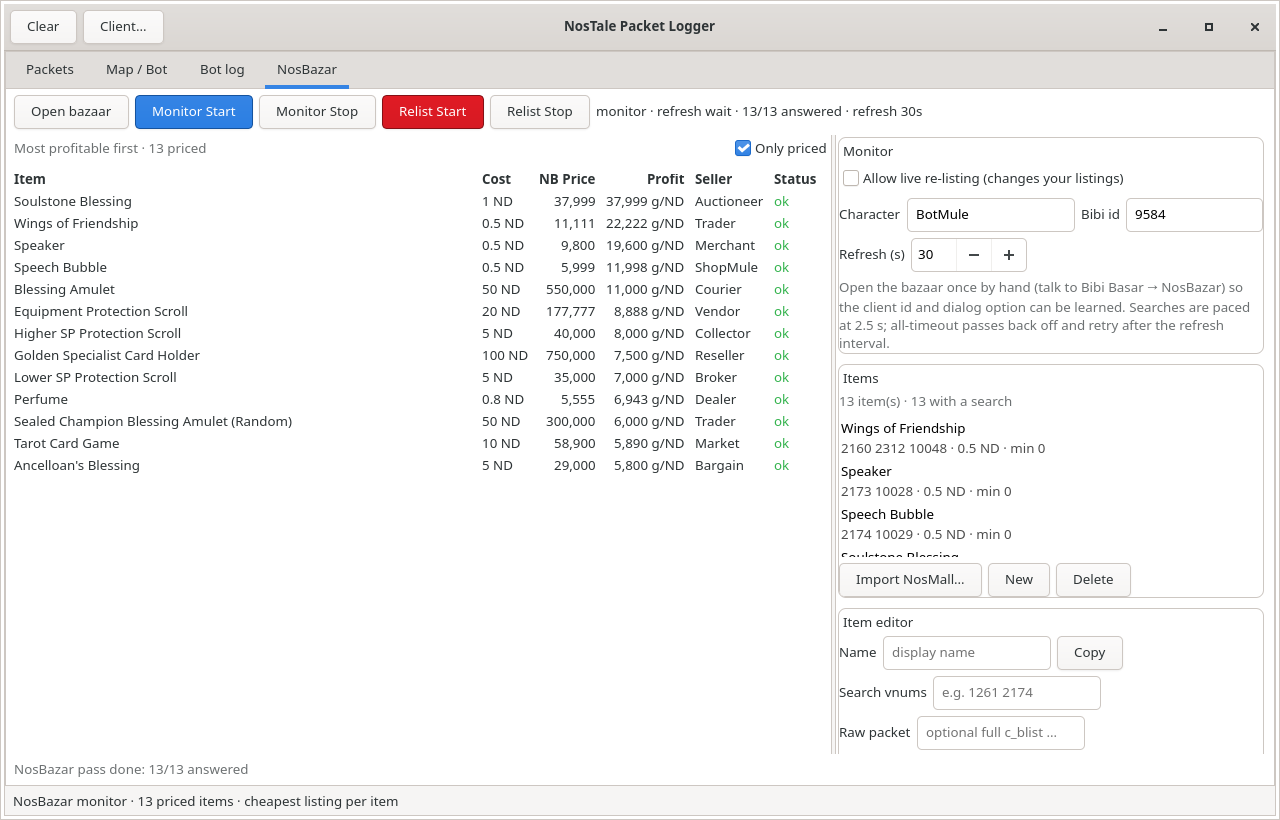 Clear Client... NosTale Packet Logger
Packets Map / Bot Bot log NosBazar
Open bazaar Monitor Start Monitor Stop Relist Start Relist Stop monitor · refresh wait · 13/13 answered · refresh 30s
Most profitable first · 13 priced Only priced
Item Cost NB Price Profit Seller Status
Soulstone Blessing 1 ND 37,999 37,999 g/ND Auctioneer ok
Wings of Friendship 0.5 ND 11,111 22,222 g/ND Trader ok
Speaker 0.5 ND 9,800 19,600 g/ND Merchant ok
Speech Bubble 0.5 ND 5,999 11,998 g/ND ShopMule ok
Blessing Amulet 50 ND 550,000 11,000 g/ND Courier ok
Equipment Protection Scroll 20 ND 177,777 8,888 g/ND Vendor ok
Higher SP Protection Scroll 5 ND 40,000 8,000 g/ND Collector ok
Golden Specialist Card Holder 100 ND 750,000 7,500 g/ND Reseller ok
Lower SP Protection Scroll 5 ND 35,000 7,000 g/ND Broker ok
Perfume 0.8 ND 5,555 6,943 g/ND Dealer ok
Sealed Champion Blessing Amulet (Random) 50 ND 300,000 6,000 g/ND Trader ok
Tarot Card Game 10 ND 58,900 5,890 g/ND Market ok
Ancelloan's Blessing 5 ND 29,000 5,800 g/ND Bargain ok
Monitor
Allow live re-listing (changes your listings)
Character BotMule Bibi id 9584
Refresh (s) 30
Open the bazaar once by hand (talk to Bibi Basar → NosBazar) so
the client id and dialog option can be learned. Searches are paced
at 2.5 s; all-timeout passes back off and retry after the refresh
interval.
Items
13 item(s) · 13 with a search
Wings of Friendship
2160 2312 10048 · 0.5 ND · min 0
Speaker
2173 10028 · 0.5 ND · min 0
Speech Bubble
2174 10029 · 0.5 ND · min 0
Soulstone Blessing
Import NosMall... New Delete
Item editor
Name display name Copy
Search vnums e.g. 1261 2174
Raw packet optional full c_blist ...
NosBazar pass done: 13/13 answered
NosBazar monitor · 13 priced items · cheapest listing per item